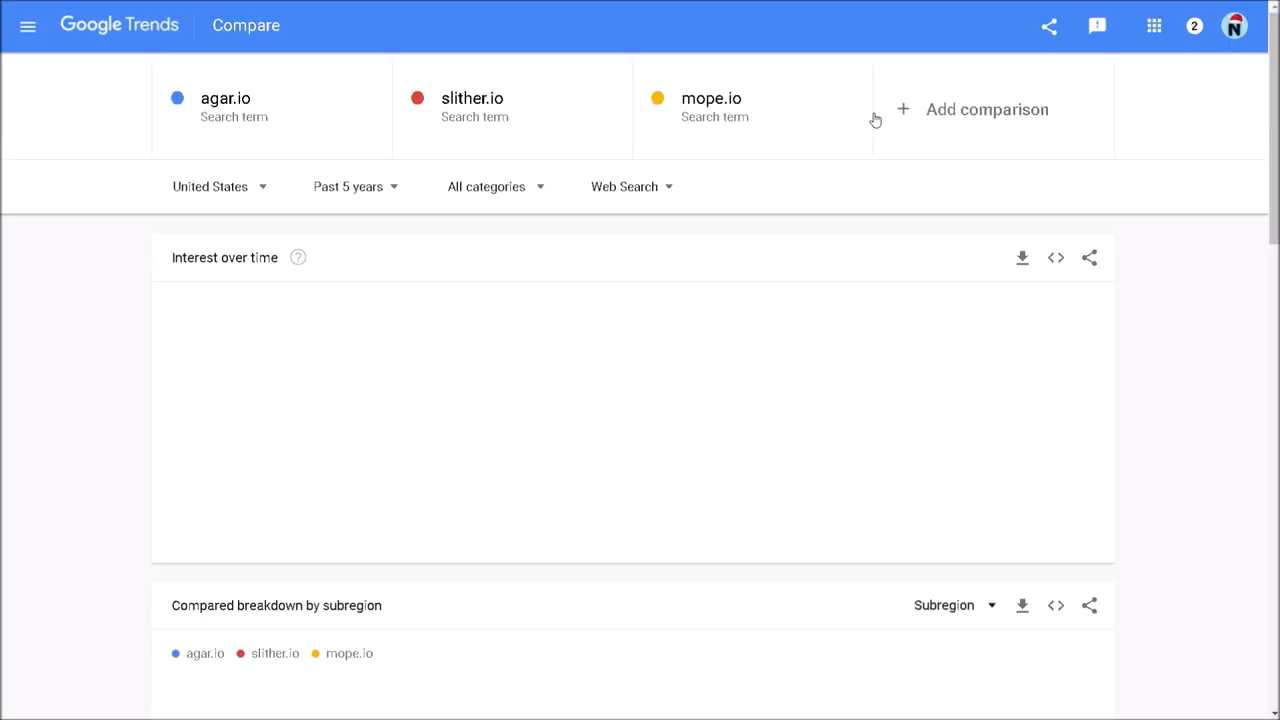 Google Trends Compare 2 N
agar.io
Search term
slither.io
Search term
mope.io
Search term
+ Add comparison
United States Past 5 years All categories Web Search
Interest over time ?
Compared breakdown by subregion Subregion
agar.io slither.io mope.io